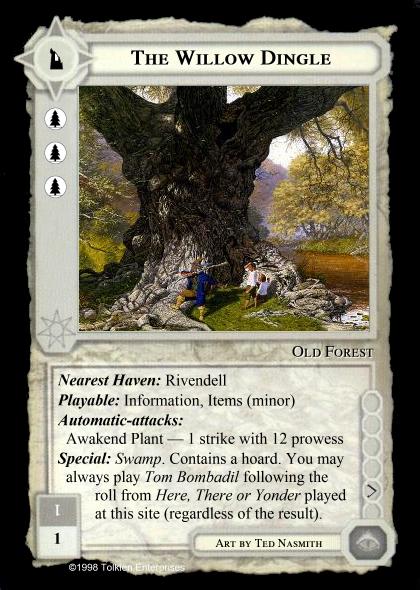 The Willow Dingle
Old Forest
Nearest Haven: Rivendell
Playable: Information, Items (minor)
Automatic-attacks:
Awakend Plant — 1 strike with 12 prowess
Special: Swamp. Contains a hoard. You may
always play Tom Bombadil following the
roll from Here, There or Yonder played
at this site (regardless of the result).
I
1
Art by Ted Nasmith
©1998 Tolkien Enterprises